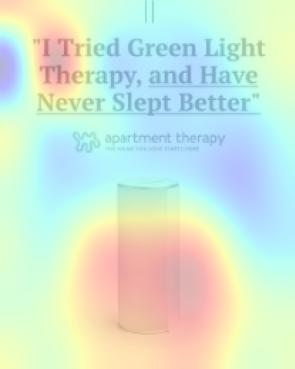 "I Tried Green Light
Therapy, and Have
Never Slept Better"
apartment therapy